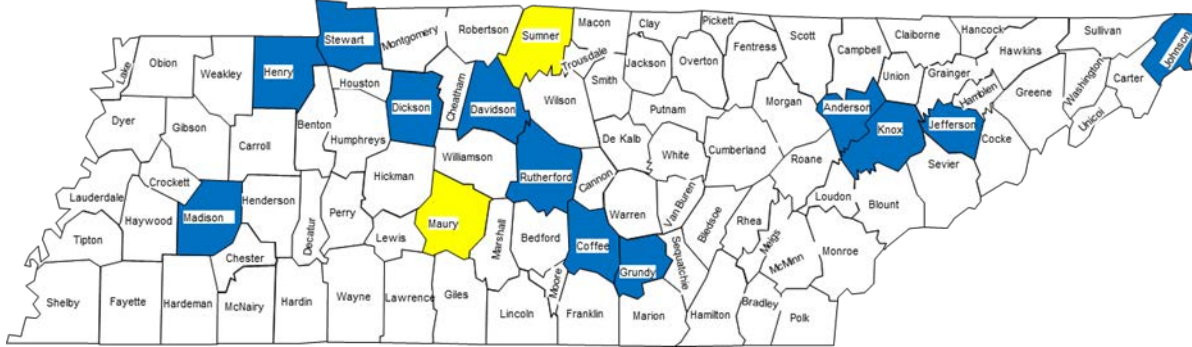 Lake
Obion
Weakley
Henry
Stewart
Montgomery
Robertson
Sumner
Macon
Clay
Pickett
Fentress
Scott
Campbell
Claiborne
Hancock
Hawkins
Sullivan
Johnson
Carter
Washington
Unicoi
Greene
Hamblen
Grainger
Union
Anderson
Knox
Jefferson
Cocke
Sevier
Blount
Loudon
Roane
Morgan
Cumberland
Putnam
Overton
Jackson
Trousdale
Smith
Wilson
Davidson
Cheatham
Dickson
Houston
Humphreys
Benton
Carroll
Gibson
Dyer
Lauderdale
Crockett
Haywood
Madison
Henderson
Decatur
Perry
Hickman
Williamson
Rutherford
Cannon
De Kalb
White
Warren
Van Buren
Bledsoe
Rhea
Meigs
McMinn
Monroe
Polk
Bradley
Hamilton
Sequatchie
Marion
Grundy
Coffee
Franklin
Moore
Bedford
Marshall
Maury
Lewis
Lincoln
Giles
Lawrence
Wayne
Hardin
McNairy
Chester
Hardeman
Fayette
Shelby
Tipton